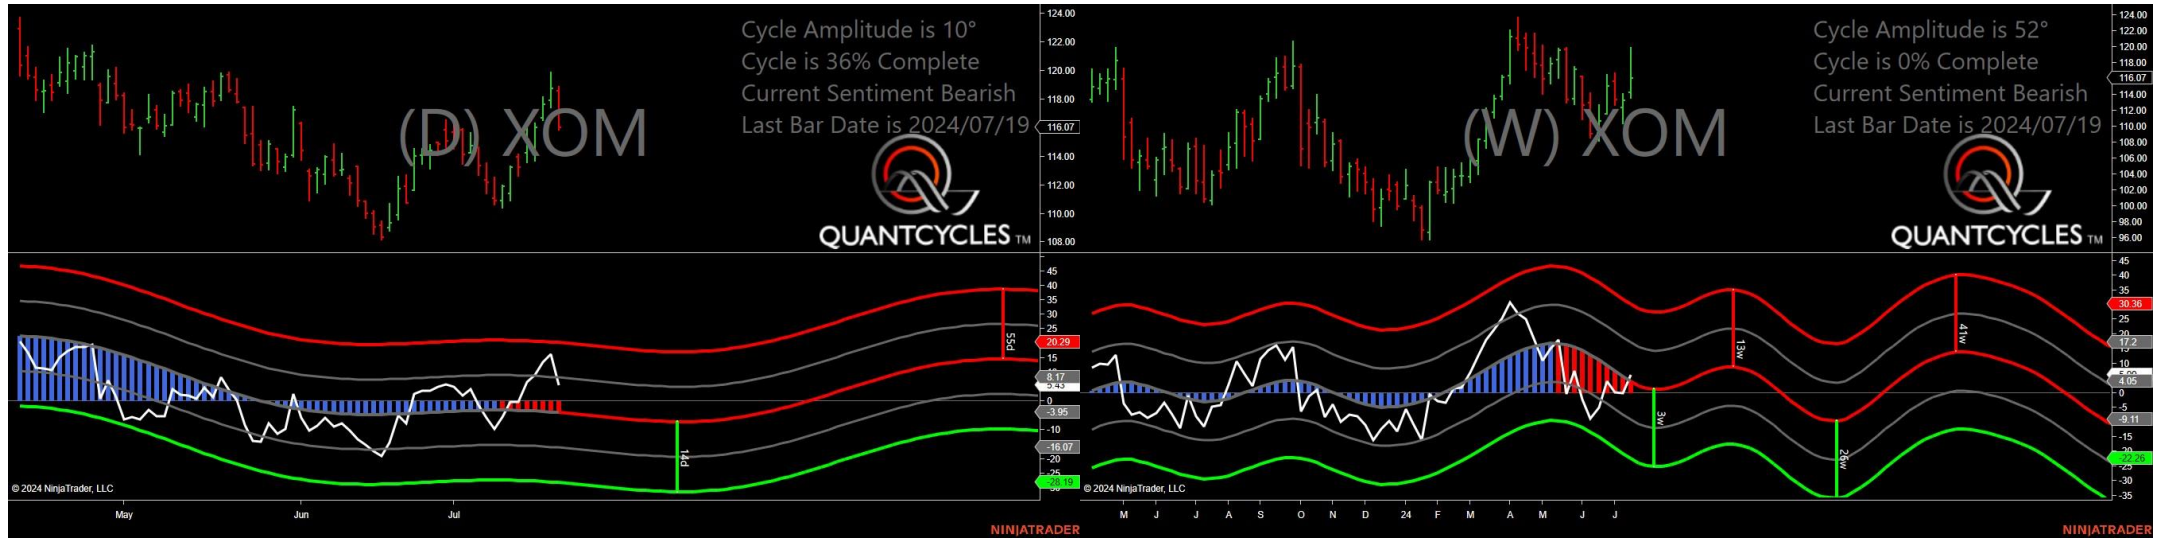 Cycle Amplitude is 10°
Cycle is 36% Complete
Current Sentiment Bearish
Last Bar Date is 2024/07/19
(D) XOM
QUANTCYCLES TM
124.00
122.00
120.00
118.00
116.07
114.00
112.00
110.00
108.00
45
40
35
30
25
20.29
15
8.17
5.43
0
-3.95
-10
-16.07
-20
-25
-28.19
55d
14d
© 2024 NinjaTrader, LLC
May Jun Jul
NINJATRADER
Cycle Amplitude is 52°
Cycle is 0% Complete
Current Sentiment Bearish
Last Bar Date is 2024/07/19
(W) XOM
QUANTCYCLES TM
124.00
122.00
120.00
118.00
116.07
114.00
112.00
110.00
108.00
106.00
104.00
102.00
100.00
98.00
96.00
45
40
35
30.36
25
17.2
15
10
4.05
0
-5
-9.11
-15
-20
-22.26
-25
-30
-35
13w
41w
3w
26w
© 2024 NinjaTrader, LLC
M J J A S O N D 24 F M A M J J
NINJATRADER